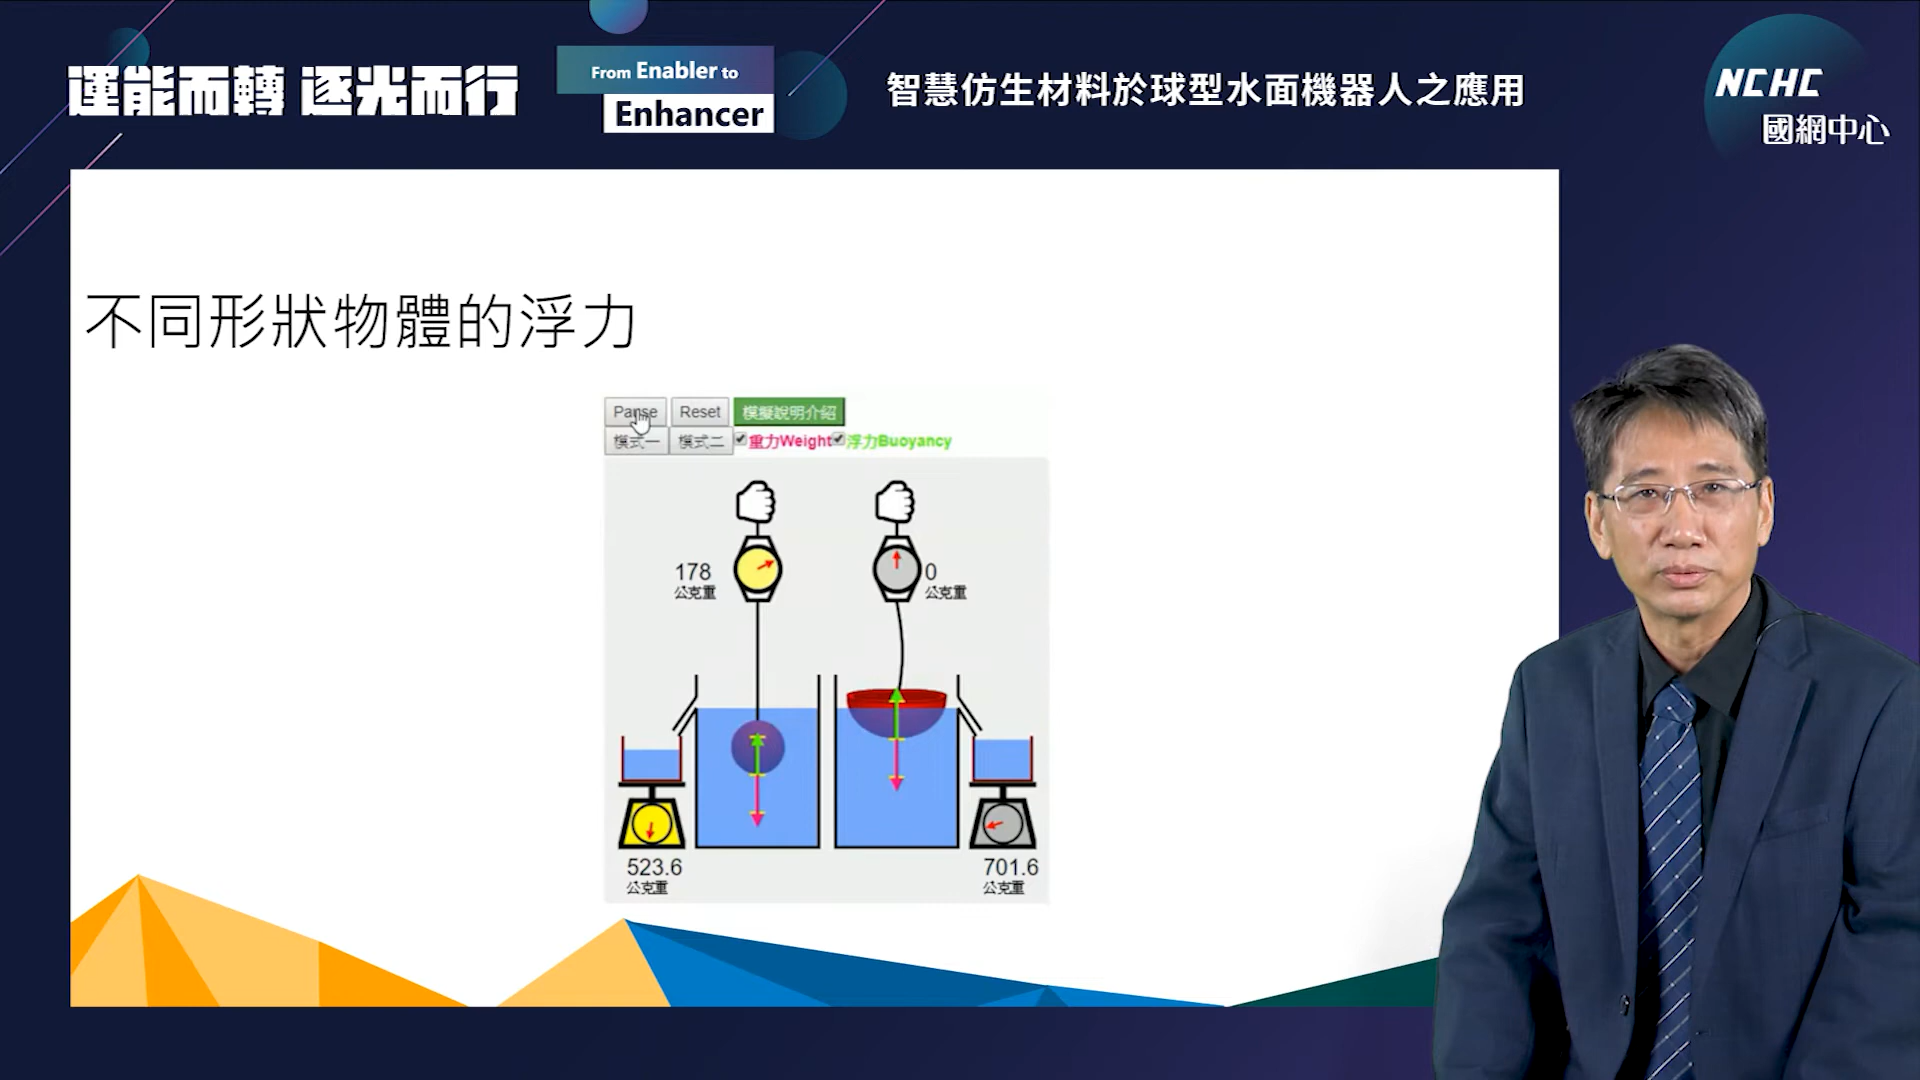 運能而轉 逐光而行
From Enabler to
Enhancer
智慧仿生材料於球型水面機器人之應用
NCHC
國網中心
不同形狀物體的浮力
Pause Reset 模擬說明介紹
模式一 模式二 重力Weight 浮力Buoyancy
178
公克重
0
公克重
523.6
公克重
701.6
公克重